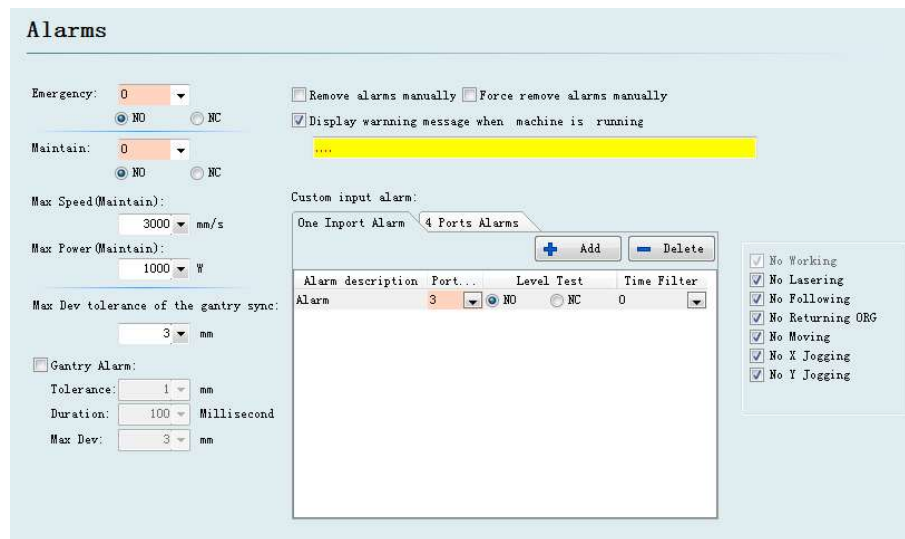 Alarms
Emergency: 0
NO NC
Maintain: 0
NO NC
Max Speed(Maintain):
3000 mm/s
Max Power(Maintain):
1000 W
Max Dev tolerance of the gantry sync:
3 mm
Gantry Alarm:
Tolerance: 1 mm
Duration: 100 Millisecond
Max Dev: 3 mm
Remove alarms manually Force remove alarms manually
Display warnning message when machine is running
....
Custom input alarm:
One Inport Alarm 4 Ports Alarms
Add Delete
Alarm description Port... Level Test Time Filter
Alarm 3 NO NC 0
No Working
No Lasering
No Following
No Returning ORG
No Moving
No X Jogging
No Y Jogging